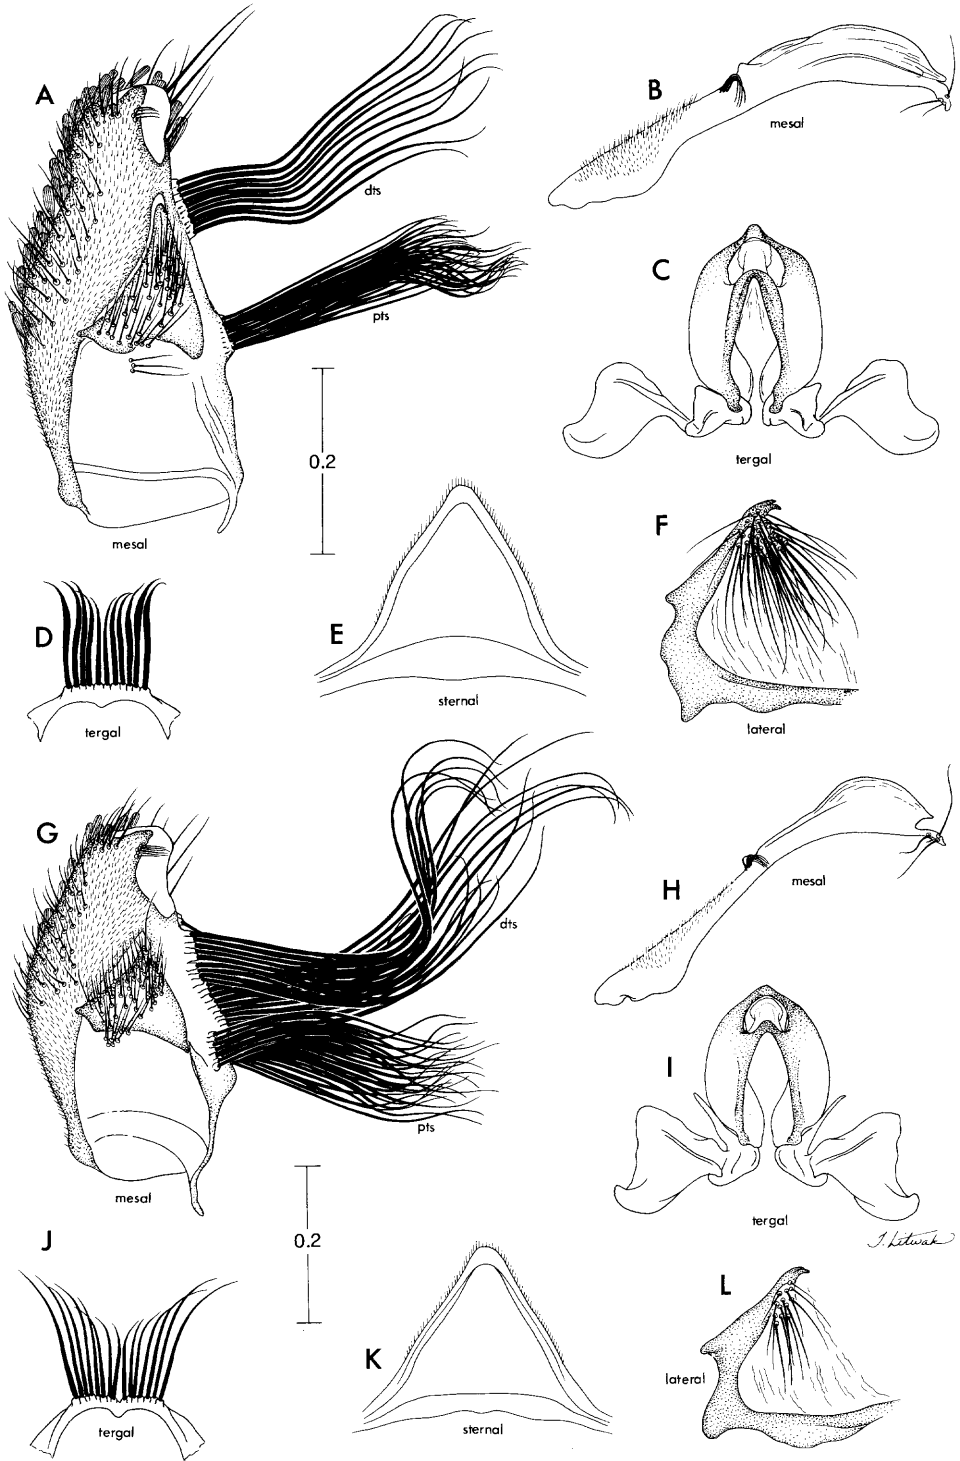 A
dts
pts
0.2
mesal
B
mesal
C
tergal
D
tergal
E
sternal
F
lateral
G
dts
pts
mesal
0.2
H
mesal
I
tergal
T. Litwak
J
tergal
K
sternal
L
lateral